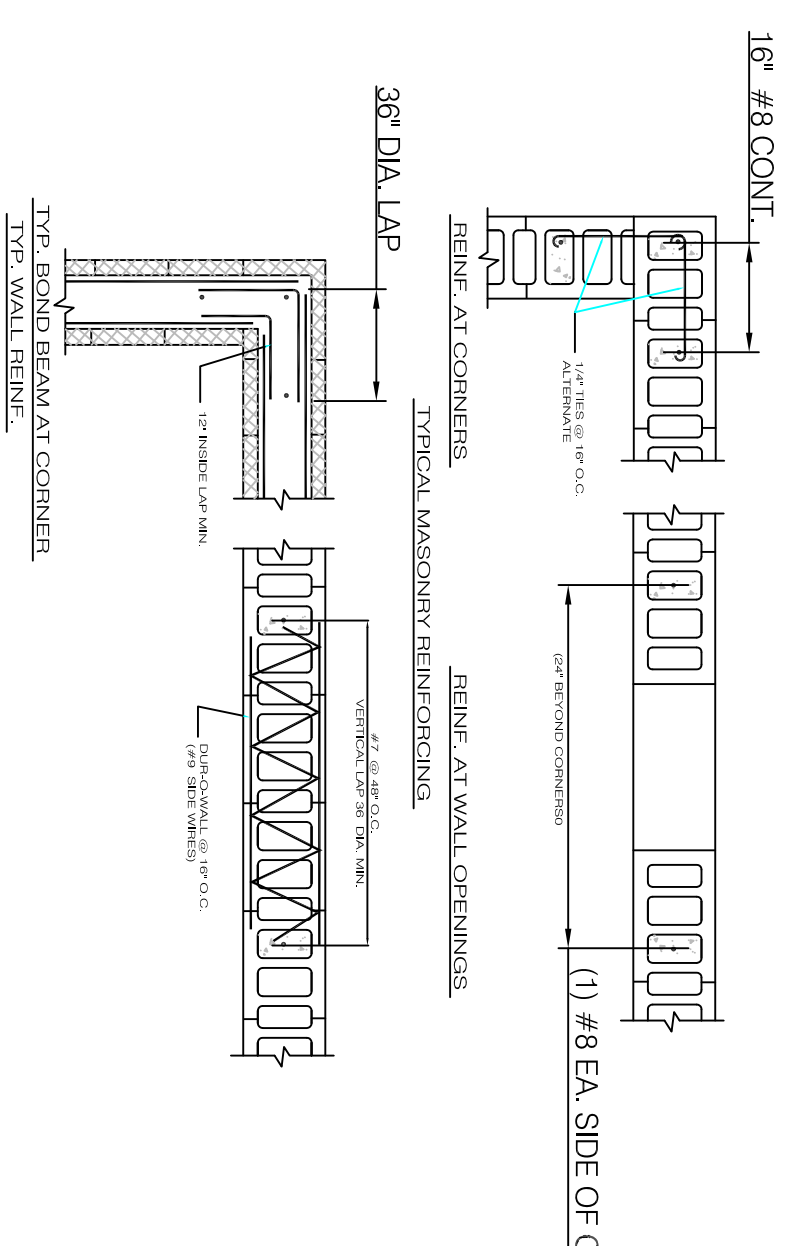 16" #8 CONT.
1/4" TIES @ 16" O.C.
ALTERNATE
(24" BEYOND CORNERS0
(1) #8 EA. SIDE OF
REINF. AT CORNERS
REINF. AT WALL OPENINGS
TYPICAL MASONRY REINFORCING
36" DIA. LAP
12" INSIDE LAP MIN.
#7 @ 48" O.C.
VERTICAL LAP 36 DIA. MIN.
DUR-O-WALL @ 16" O.C.
(#9 SIDE WIRES)
TYP. BOND BEAM AT CORNER
TYP. WALL REINF.